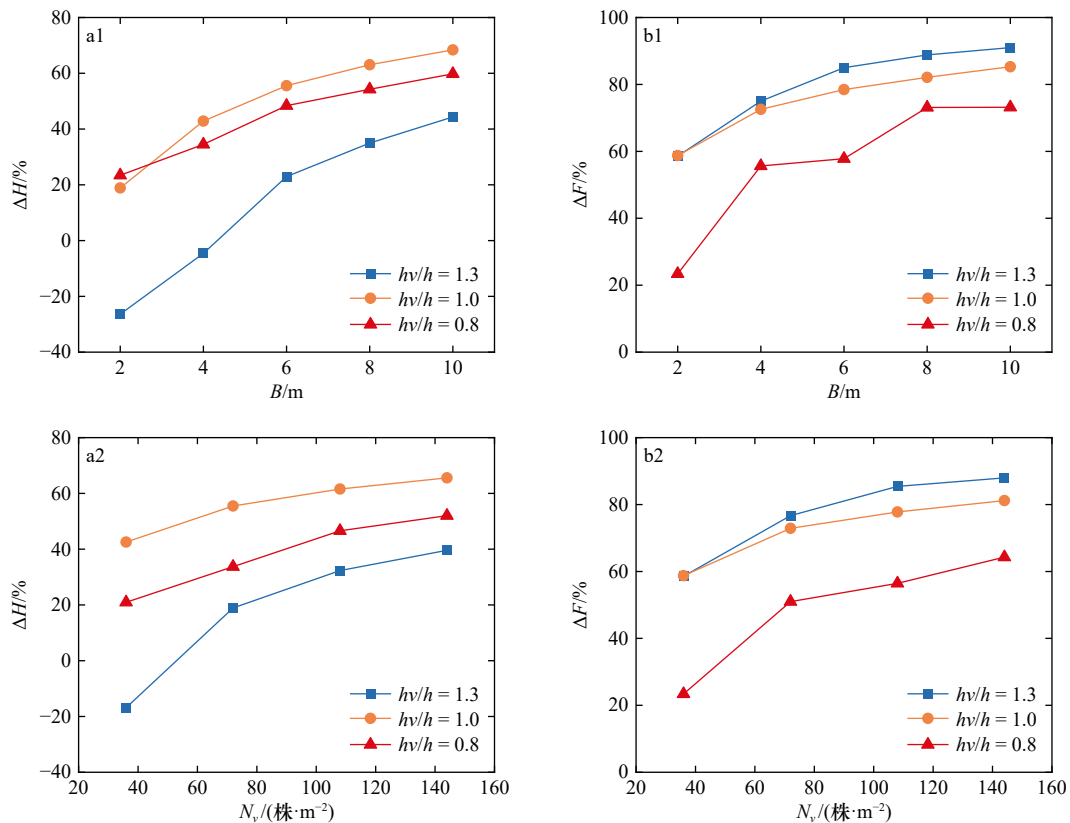 a1
80
60
40
20
0
−20
−40
ΔH/%
2 4 6 8 10
B/m
hv/h = 1.3
hv/h = 1.0
hv/h = 0.8
b1
100
80
60
40
20
0
ΔF/%
2 4 6 8 10
B/m
hv/h = 1.3
hv/h = 1.0
hv/h = 0.8
a2
80
60
40
20
0
−20
−40
ΔH/%
20 40 60 80 100 120 140 160
Nᵥ/(株·m⁻²)
hv/h = 1.3
hv/h = 1.0
hv/h = 0.8
b2
100
80
60
40
20
0
ΔF/%
20 40 60 80 100 120 140 160
Nᵥ/(株·m⁻²)
hv/h = 1.3
hv/h = 1.0
hv/h = 0.8